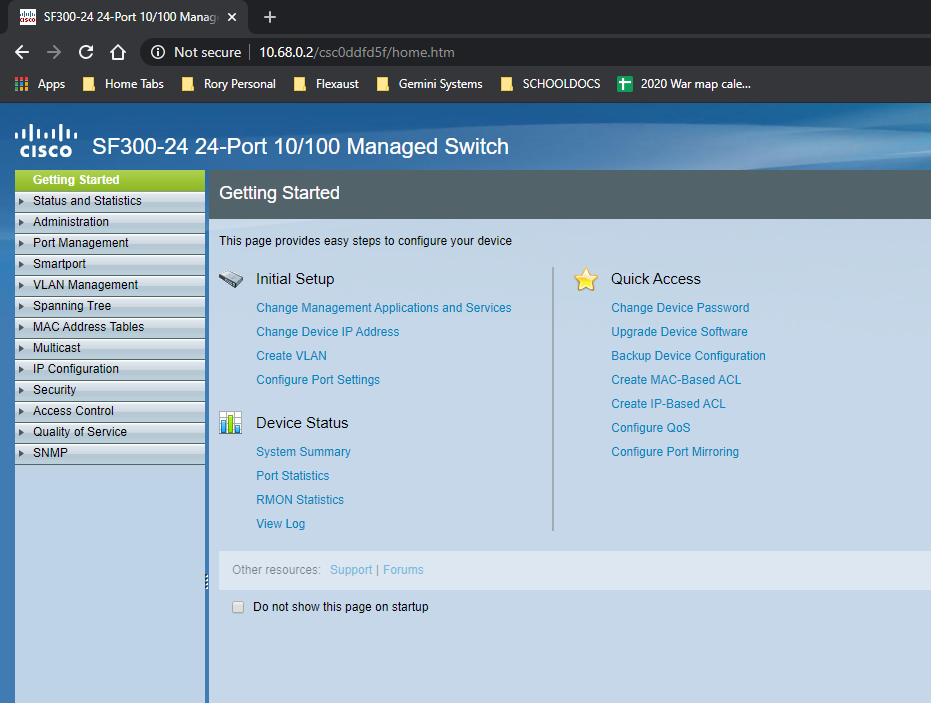 SF300-24 24-Port 10/100 Manag
Not secure | 10.68.0.2/csc0ddfd5f/home.htm
Apps Home Tabs Rory Personal Flexaust Gemini Systems SCHOOLDOCS 2020 War map cale...
cisco SF300-24 24-Port 10/100 Managed Switch
Getting Started
Status and Statistics
Administration
Port Management
Smartport
VLAN Management
Spanning Tree
MAC Address Tables
Multicast
IP Configuration
Security
Access Control
Quality of Service
SNMP
Getting Started
This page provides easy steps to configure your device
Initial Setup
Change Management Applications and Services
Change Device IP Address
Create VLAN
Configure Port Settings
Device Status
System Summary
Port Statistics
RMON Statistics
View Log
Quick Access
Change Device Password
Upgrade Device Software
Backup Device Configuration
Create MAC-Based ACL
Create IP-Based ACL
Configure QoS
Configure Port Mirroring
Other resources: Support | Forums
Do not show this page on startup